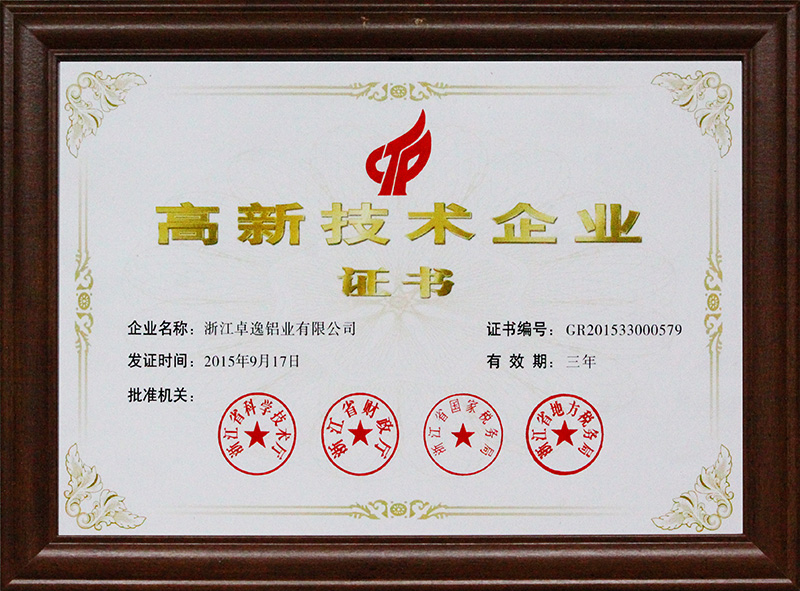 高新技术企业
证书
企业名称：浙江卓逸铝业有限公司 证书编号：GR201533000579
发证时间：2015年9月17日 有效期：三年
批准机关：
浙江省科学技术厅 浙江省财政厅 浙江省国家税务局 浙江省地方税务局